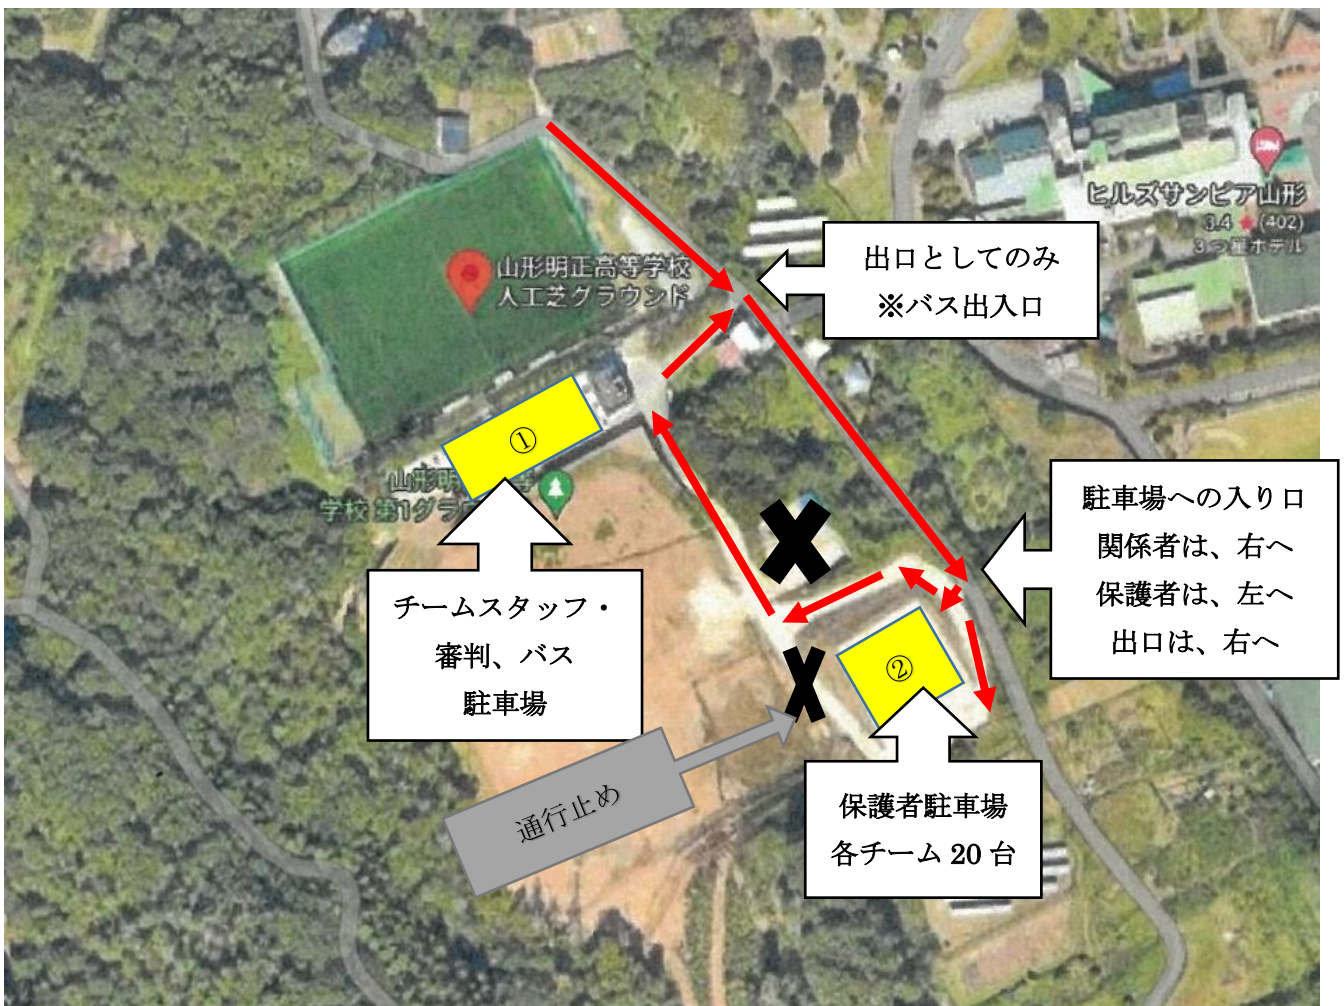 ヒルズサンピア山形
3.4 ★ (402)
3つ星ホテル
出口としてのみ
※バス出入口
山形明正高等学校
人工芝グラウンド
①
駐車場への入り口
関係者は、右へ
保護者は、左へ
出口は、右へ
山形明
等
学校 第1グラ
チームスタッフ・
審判、バス
駐車場
②
通行止め
保護者駐車場
各チーム 20 台